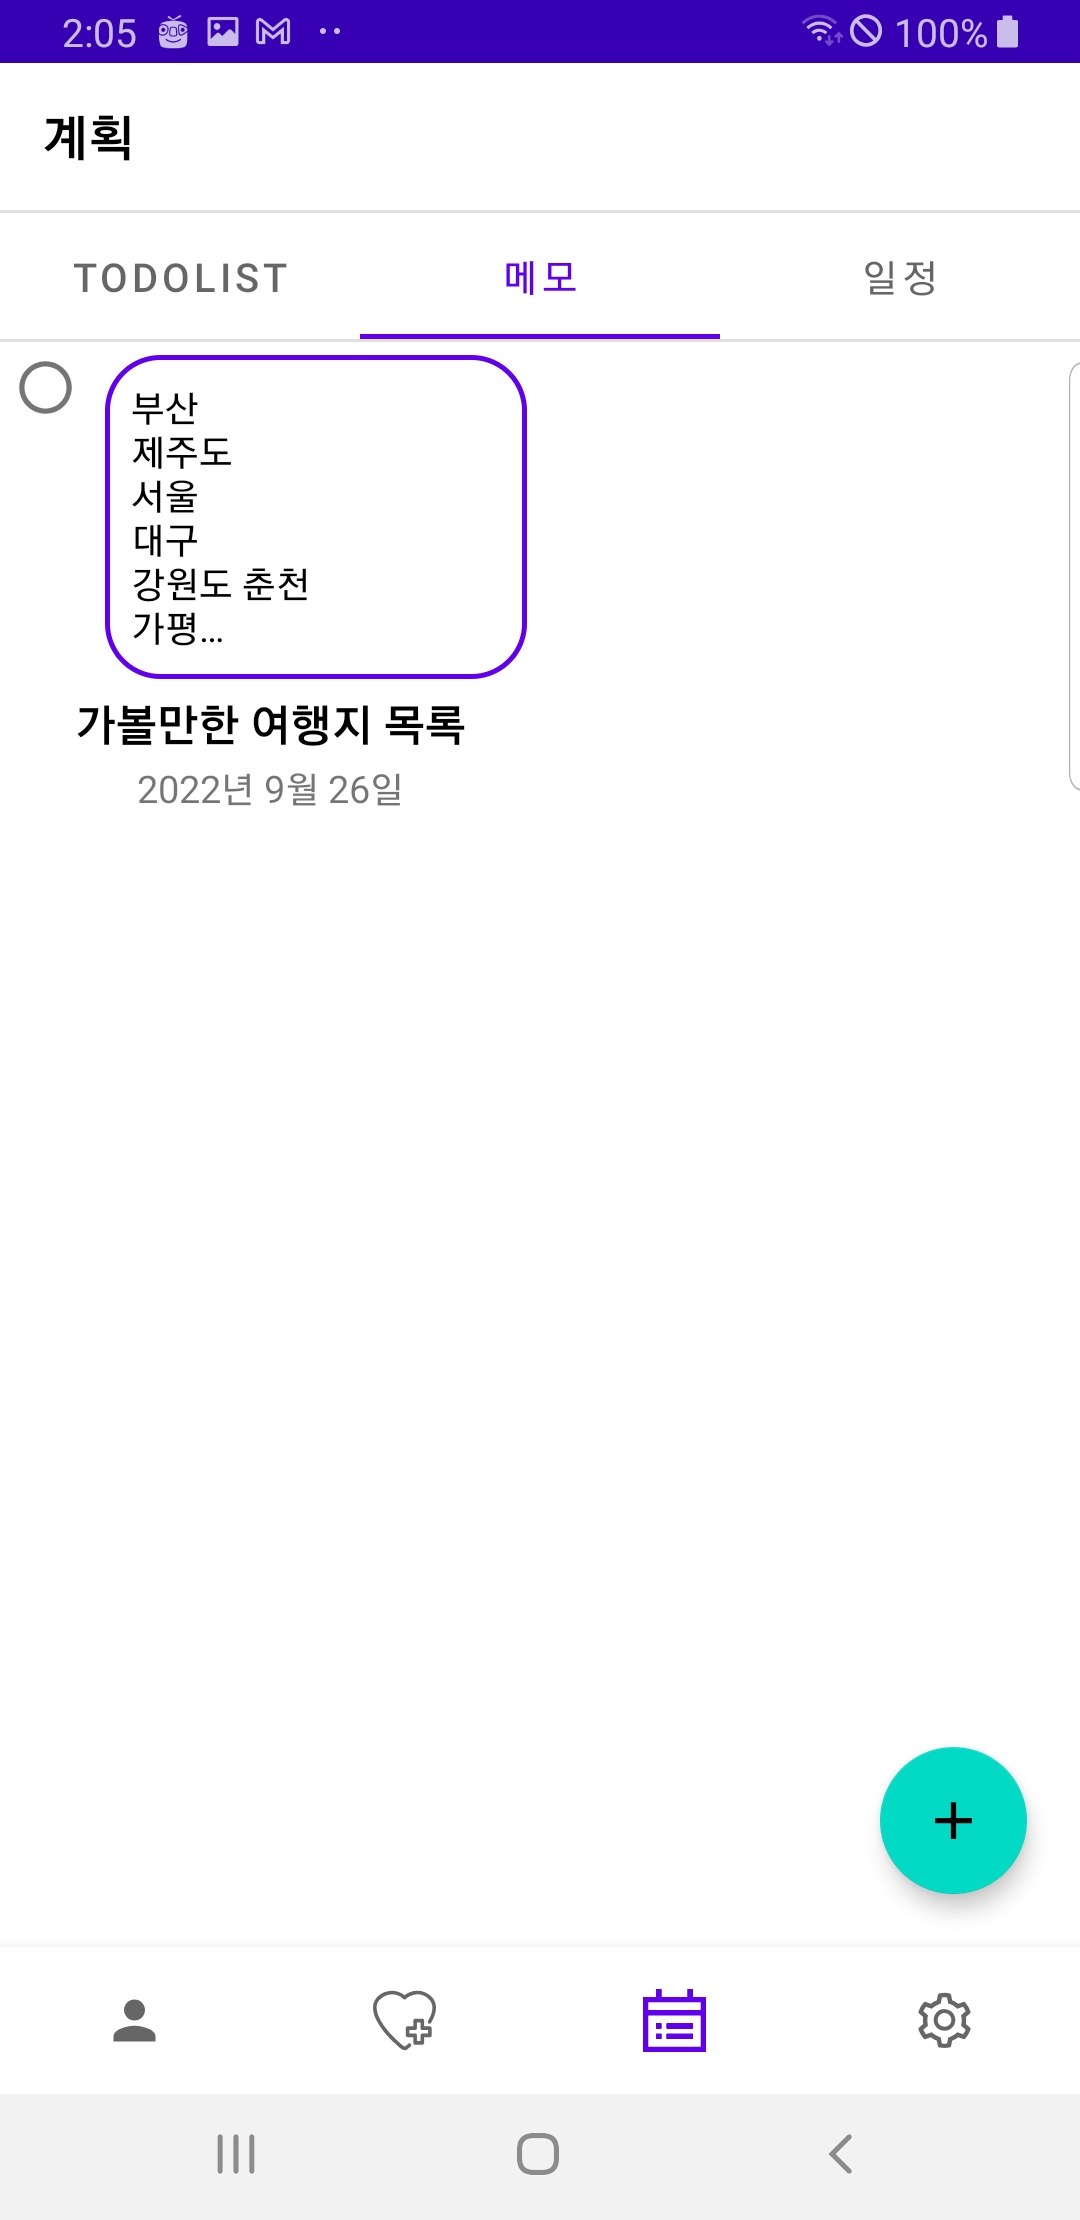 2:05
100%
계획
TODOLIST
메모
일정
부산
제주도
서울
대구
강원도 춘천
가평...
가볼만한 여행지 목록
2022년 9월 26일